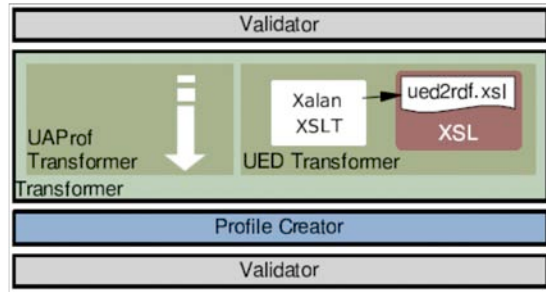 Validator
Xalan
XSLT
ued2rdf.xsl
XSL
UAProf
Transformer
UED Transformer
Transformer
Profile Creator
Validator